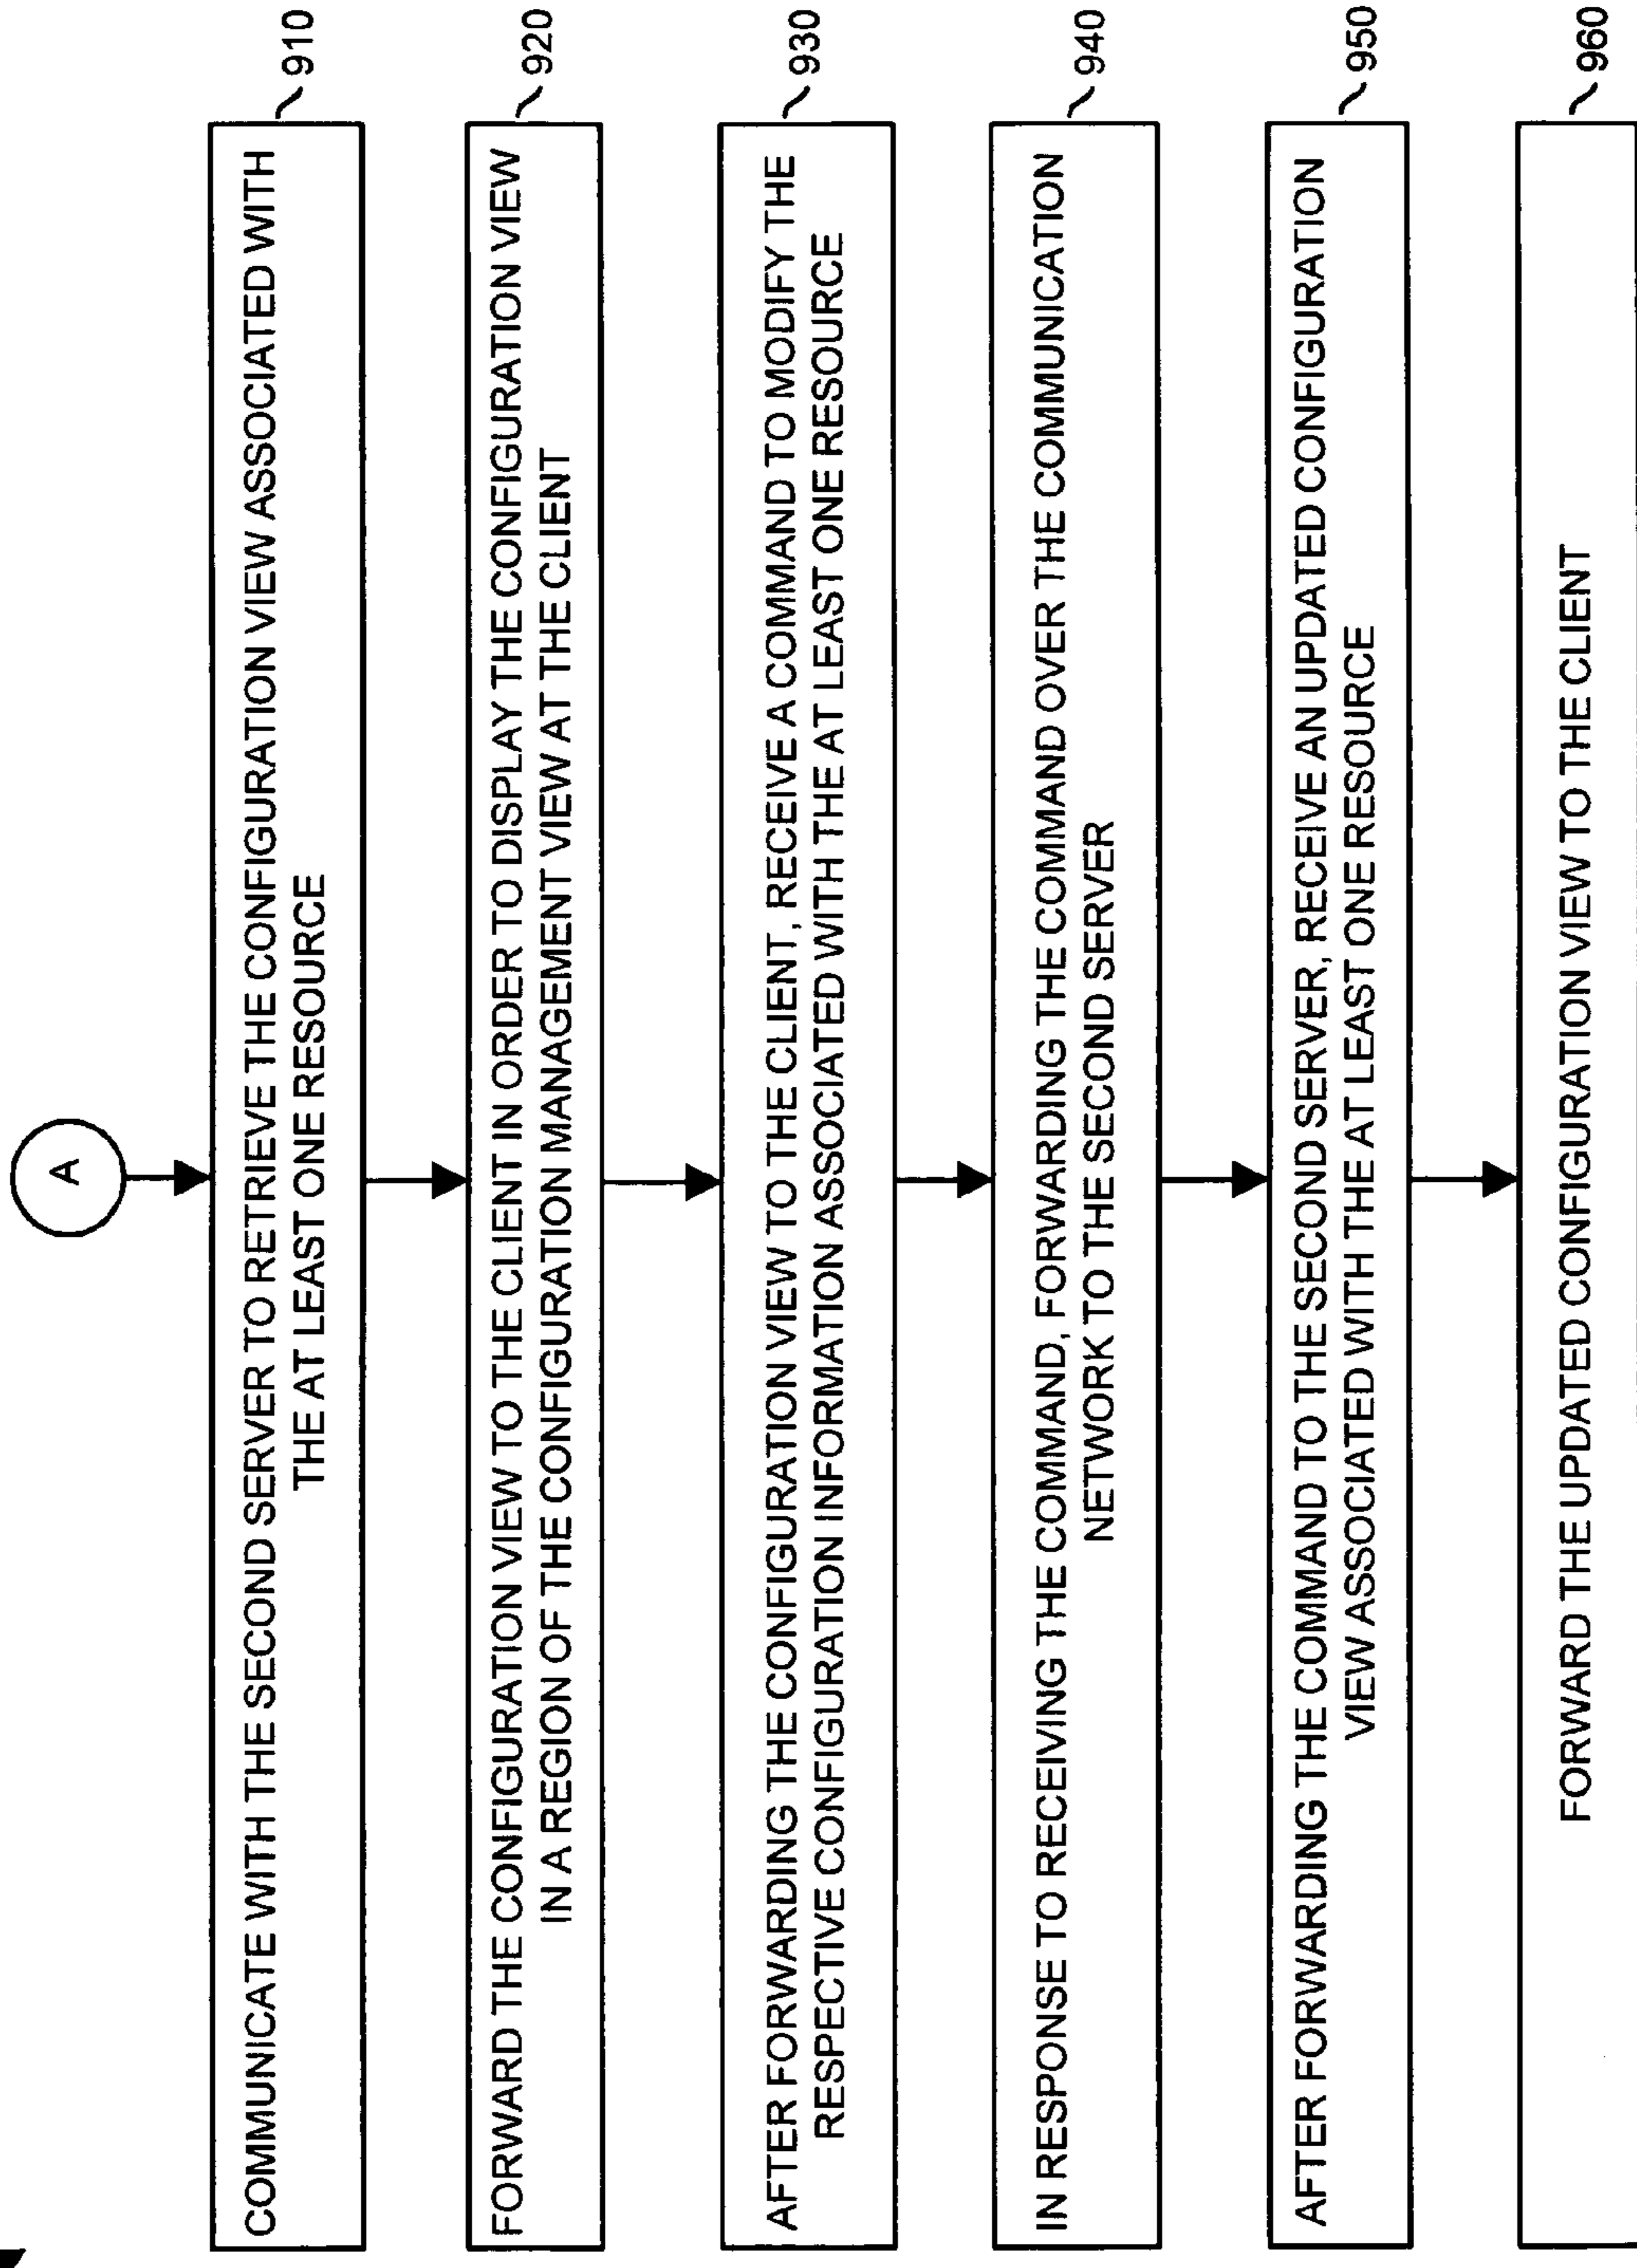 A
COMMUNICATE WITH THE SECOND SERVER TO RETRIEVE THE CONFIGURATION VIEW ASSOCIATED WITH
THE AT LEAST ONE RESOURCE
910
FORWARD THE CONFIGURATION VIEW TO THE CLIENT IN ORDER TO DISPLAY THE CONFIGURATION VIEW
IN A REGION OF THE CONFIGURATION MANAGEMENT VIEW AT THE CLIENT
920
AFTER FORWARDING THE CONFIGURATION VIEW TO THE CLIENT, RECEIVE A COMMAND TO MODIFY THE
RESPECTIVE CONFIGURATION INFORMATION ASSOCIATED WITH THE AT LEAST ONE RESOURCE
930
IN RESPONSE TO RECEIVING THE COMMAND, FORWARDING THE COMMAND OVER THE COMMUNICATION
NETWORK TO THE SECOND SERVER
940
AFTER FORWARDING THE COMMAND TO THE SECOND SERVER, RECEIVE AN UPDATED CONFIGURATION
VIEW ASSOCIATED WITH THE AT LEAST ONE RESOURCE
950
FORWARD THE UPDATED CONFIGURATION VIEW TO THE CLIENT
960